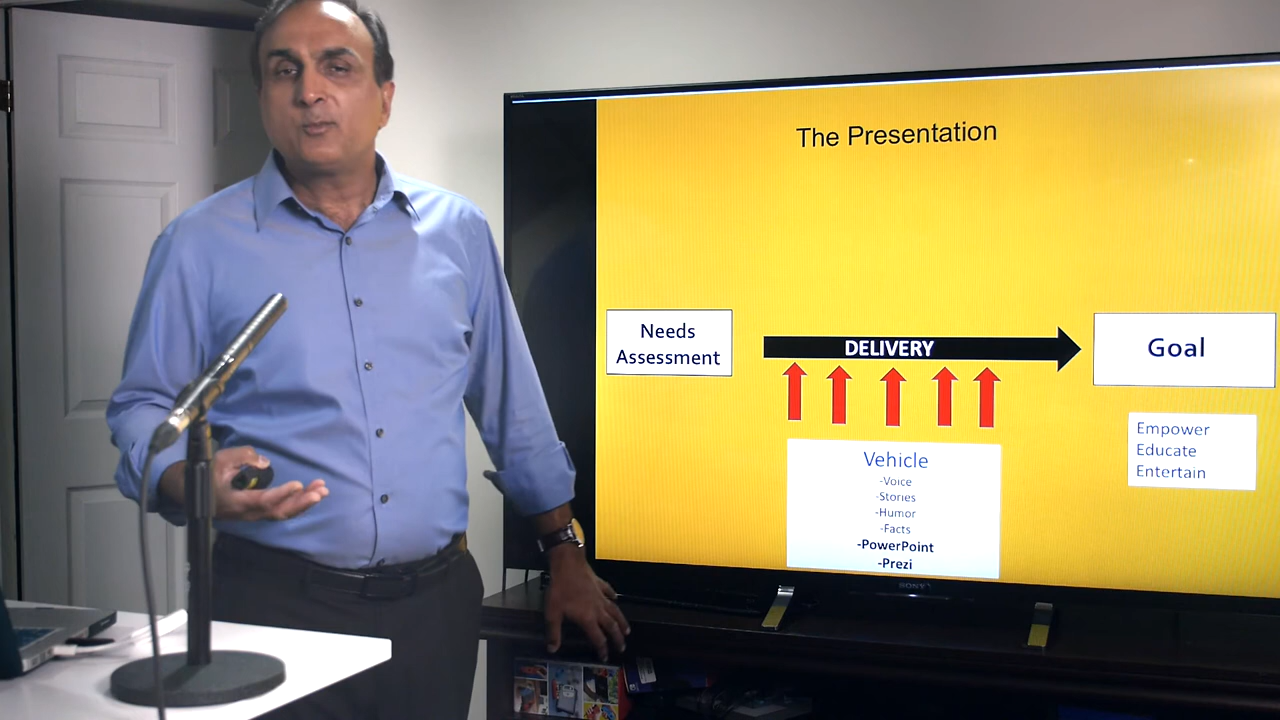 The Presentation
Needs
Assessment
DELIVERY
Goal
Empower
Educate
Entertain
Vehicle
-Voice
-Stories
-Humor
-Facts
-PowerPoint
-Prezi
SONY